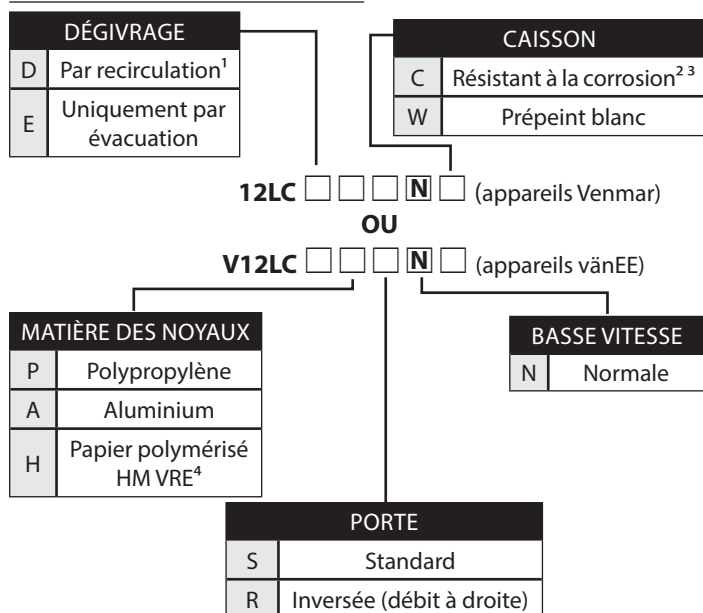 DÉGIVRAGE
D Par recirculation¹
E Uniquement par
évacuation
CAISSON
C Résistant à la corrosion² ³
W Prépeint blanc
12LC □ □ □ N □ (appareils Venmar)
OU
V12LC □ □ □ N □ (appareils vänEE)
MATIÈRE DES NOYAUX
P Polypropylène
A Aluminium
H Papier polymérisé
HM VRE⁴
BASSE VITESSE
N Normale
PORTE
S Standard
R Inversée (débit à droite)